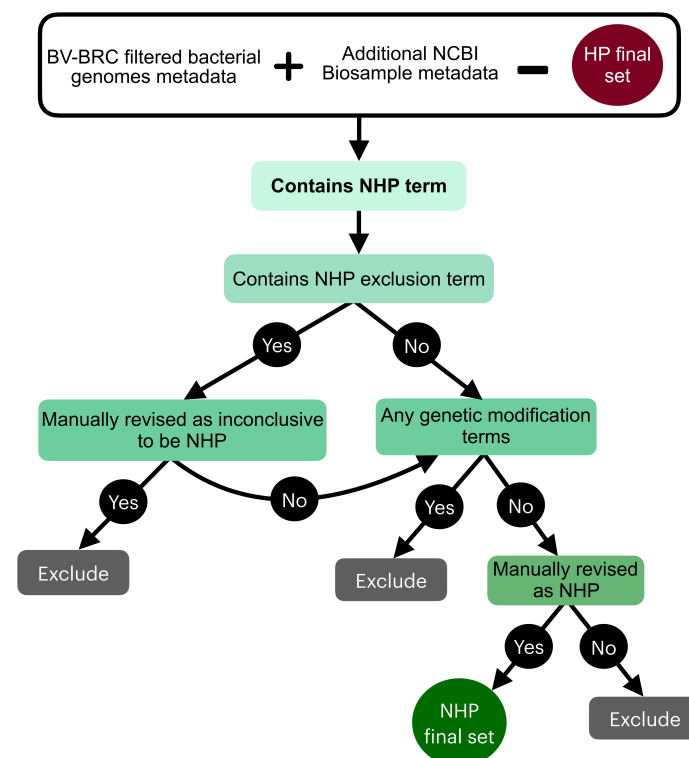 BV-BRC filtered bacterial
genomes metadata
+
Additional NCBI
Biosample metadata
-
HP final
set
Contains NHP term
Contains NHP exclusion term
Yes
No
Manually revised as inconclusive
to be NHP
Any genetic modification
terms
Yes
No
Yes
No
Exclude
Exclude
Manually revised
as NHP
Yes
No
NHP
final set
Exclude